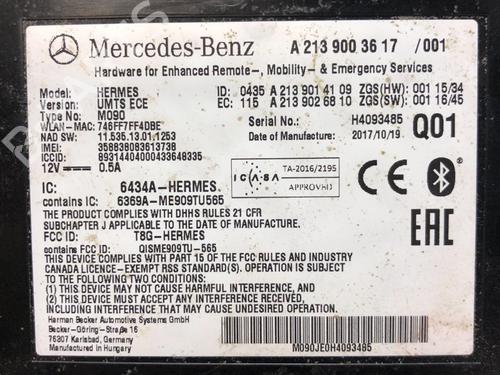 Mercedes-Benz A 213 900 36 17 / 001
Hardware for Enhanced Remote-, Mobility- & Emergency Services
Model: HERMES ID: 0435 A 213 901 41 09 ZGS(HW): 001 15/34
Version: UMTS ECE EC: 115 A 213 902 68 10 ZGS(SW): 001 16/45
Type No: M090 Serial No.: H4093485 Q01
WLAN-MAC: 746FF7FF4DBE Date of Manufacture: 2017/10/19
NAD SW: 11.535.13.01.1253
IMEI: 358838083613738
ICCID: 89314404000433648335
12V 0.5A
ICASA TA-2016/2195
APPROVED
CE
IC: 6434A-HERMES
contains IC: 6369A-ME909TU565
THE PRODUCT COMPLIES WITH DHHS RULES 21 CFR
SUBCHAPTER J APPLICABLE TO THE DATE OF MANUFACTURE.
FCC ID: T8G-HERMES
contains FCC ID: QISME909TU-565
EAC
THIS DEVICE COMPLIES WITH PART 15 OF THE FCC RULES AND INDUSTRY
CANADA LICENCE-EXEMPT RSS STANDARD(S). OPERATION IS
SUBJECT TO THE FOLLOWING TWO CONDITIONS:
(1) THIS DEVICE MAY NOT CAUSE HARMFUL INTERFERENCE, AND
(2) THIS DEVICE MUST ACCEPT ANY INTERFERENCE RECEIVED, INCLUDING
INTERFERENCE THAT MAY CAUSE UNDESIRED OPERATION.
Harman Becker Automotive Systems GmbH
Becker-Göring-Straße 16
76307 Karlsbad, Germany
Manufactured in Hungary
M090JE0H4093485